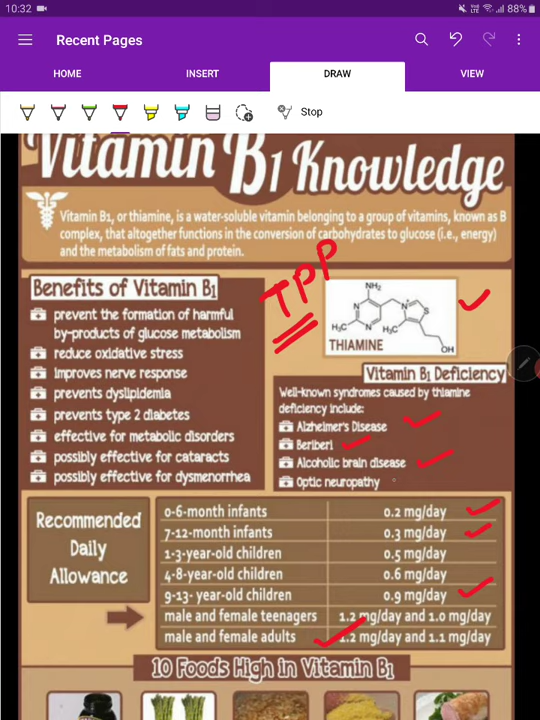 10:32
88%
Recent Pages
HOME INSERT DRAW VIEW
Stop
Vitamin B1 Knowledge
Vitamin B1, or thiamine, is a water-soluble vitamin belonging to a group of vitamins, known as B
complex, that altogether functions in the conversion of carbohydrates to glucose (i.e., energy)
and the metabolism of fats and protein.
TPP
Benefits of Vitamin B1
prevent the formation of harmful
by-products of glucose metabolism
reduce oxidative stress
improves nerve response
prevents dyslipidemia
prevents type 2 diabetes
effective for metabolic disorders
possibly effective for cataracts
possibly effective for dysmenorrhea
NH2
N
N+
S
H3C
N
H3C
OH
THIAMINE
Vitamin B1 Deficiency
Well-known syndromes caused by thiamine
deficiency include:
Alzheimer's Disease
Beriberi
Alcoholic brain disease
Optic neuropathy
Recommended
Daily
Allowance
0-6-month infants 0.2 mg/day
7-12-month infants 0.3 mg/day
1-3-year-old children 0.5 mg/day
4-8-year-old children 0.6 mg/day
9-13- year-old children 0.9 mg/day
male and female teenagers 1.2 mg/day and 1.0 mg/day
male and female adults 1.2 mg/day and 1.1 mg/day
10 Foods High in Vitamin B1